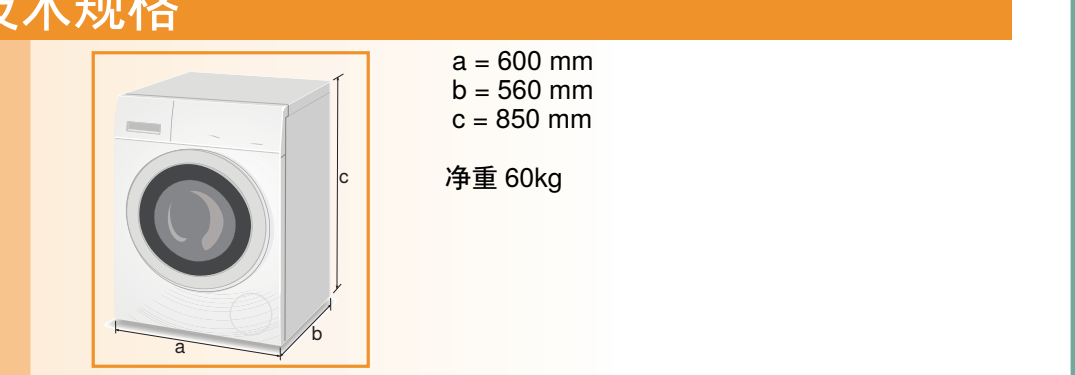 技术规格
a = 600 mm
b = 560 mm
c = 850 mm
净重 60kg
c
b
a